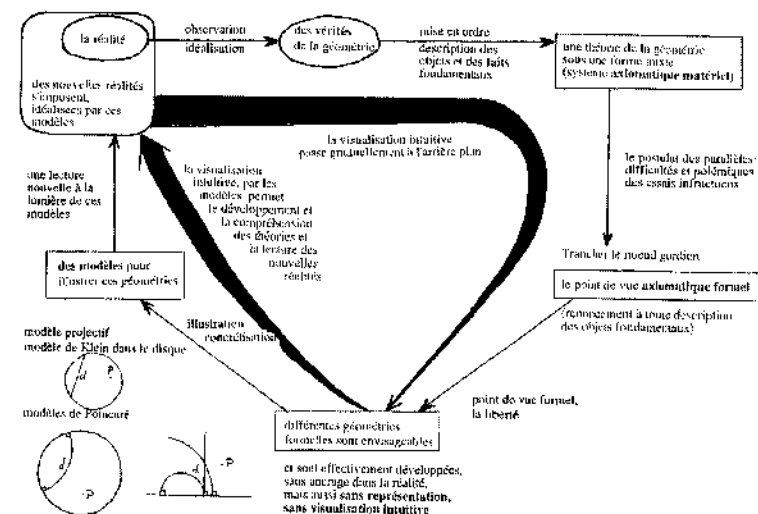 la réalité
observation
idéalisation
des vérités
de la géométrie
mise en ordre
description des
objets et des faits
fondamentaux
une théorie de la géométrie
sous une forme mixte
(système axiomatique matériel)
des nouvelles réalités
s'imposent,
idéalisées par ces
modèles
la visualisation intuitive
passe graduellement à l'arrière plan
le postulat des parallèles
difficultés et polémiques
des essais infructueux
une lecture
nouvelle à la
lumière de ces
modèles
la visualisation
intuitive, par les
modèles permet
le développement et
la compréhension
des théories et
la lecture des
nouvelles
réalités
Trancher le noeud gordien
le point de vue axiomatique formel
(renoncement à toute description
des objets fondamentaux)
des modèles pour
illustrer ces géométries
illustration
concrétisation
modèle projectif
modèle de Klein dans le disque
d
P
point de vue formel,
la liberté
modèles de Poincaré
d
P
d
P
différentes géométries
formelles sont envisageables
et sont effectivement développées,
sans ancrage dans la réalité,
mais aussi sans représentation,
sans visualisation intuitive